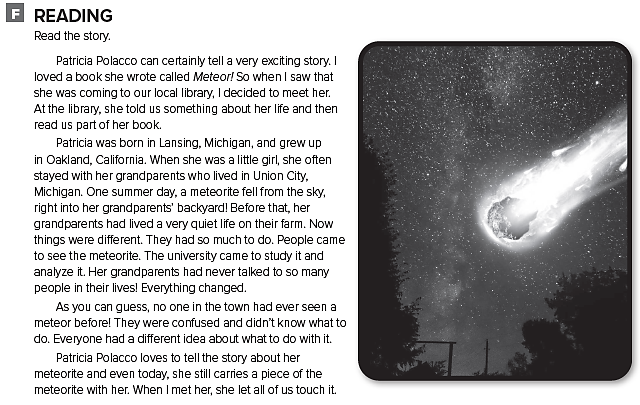 F READING
Read the story.
Patricia Polacco can certainly tell a very exciting story. I
loved a book she wrote called Meteor! So when I saw that
she was coming to our local library, I decided to meet her.
At the library, she told us something about her life and then
read us part of her book.
Patricia was born in Lansing, Michigan, and grew up
in Oakland, California. When she was a little girl, she often
stayed with her grandparents who lived in Union City,
Michigan. One summer day, a meteorite fell from the sky,
right into her grandparents' backyard! Before that, her
grandparents had lived a very quiet life on their farm. Now
things were different. They had so much to do. People came
to see the meteorite. The university came to study it and
analyze it. Her grandparents had never talked to so many
people in their lives! Everything changed.
As you can guess, no one in the town had ever seen a
meteor before! They were confused and didn't know what to
do. Everyone had a different idea about what to do with it.
Patricia Polacco loves to tell the story about her
meteorite and even today, she still carries a piece of the
meteorite with her. When I met her, she let all of us touch it.